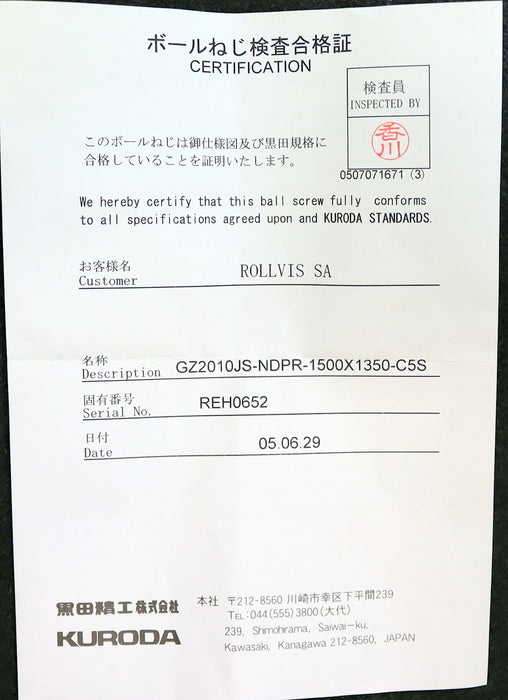 ボールねじ検査合格証
CERTIFICATION
検査員
INSPECTED BY
香川
0507071671 (3)
このボールねじは御仕様図及び黒田規格に
合格していることを証明いたします。
We hereby certify that this ball screw fully conforms
to all specifications agreed upon and KURODA STANDARDS.
お客様名
Customer ROLLVIS SA
名称
Description GZ2010JS-NDPR-1500X1350-C5S
固有番号
Serial No. REH0652
日付
Date 05.06.29
黒田精工株式会社
KURODA
本社 〒212-8560 川崎市幸区下平間239
TEL:044(555)3800(大代)
239, Shimohirama, Saiwai-ku,
Kawasaki, Kanagawa 212-8560, JAPAN